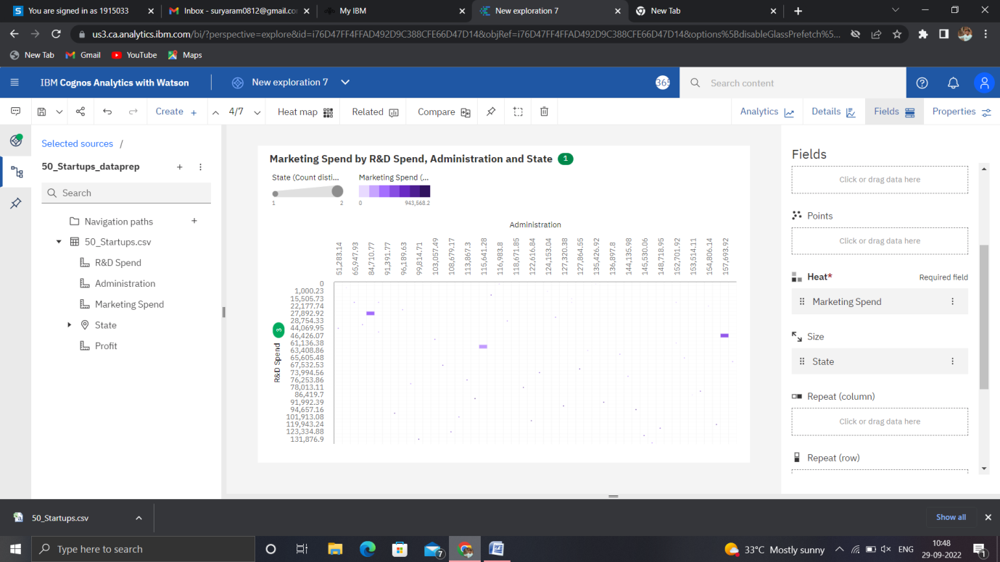 S You are signed in as 1915033
Inbox - suryaram0812@gmail.co
My IBM
New exploration 7
New Tab
us3.ca.analytics.ibm.com/bi/?perspective=explore&id=i76D47FF4FFAD492D9C388CFE66D47D14&objRef=i76D47FF4FFAD492D9C388CFE66D47D14&options%5BdisableGlassPrefetch%5...
New Tab Gmail YouTube Maps
IBM Cognos Analytics with Watson New exploration 7 365 Search content
Create + 4/7 Heat map Related Compare Analytics Details Fields Properties
Selected sources /
50_Startups_dataprep
Search
Navigation paths
50_Startups.csv
R&D Spend
Administration
Marketing Spend
State
Profit
Marketing Spend by R&D Spend, Administration and State 1
State (Count disti...
1 2
Marketing Spend (...
0 943,568.2
Administration
51,283.14
65,947.93
84,710.77
91,391.77
96,189.63
99,814.71
103,057.49
108,679.17
113,867.3
115,641.28
116,983.8
118,671.85
122,616.84
124,153.04
127,320.38
127,864.55
135,426.92
136,897.8
144,135.98
145,530.06
148,718.95
152,701.92
153,514.11
154,806.14
157,693.92
R&D Spend 3
0
1,000.23
15,505.73
22,177.74
27,892.92
28,754.33
44,069.95
46,426.07
61,136.38
63,408.86
65,605.48
67,532.53
73,994.56
76,253.86
78,013.11
86,419.7
91,992.39
94,657.16
101,913.08
119,943.24
123,334.88
131,876.9
Fields
Click or drag data here
Points
Click or drag data here
Heat* Required field
Marketing Spend
Size
State
Repeat (column)
Click or drag data here
Repeat (row)
50_Startups.csv
Show all
Type here to search
7
33°C Mostly sunny
ENG
10:48
29-09-2022
1